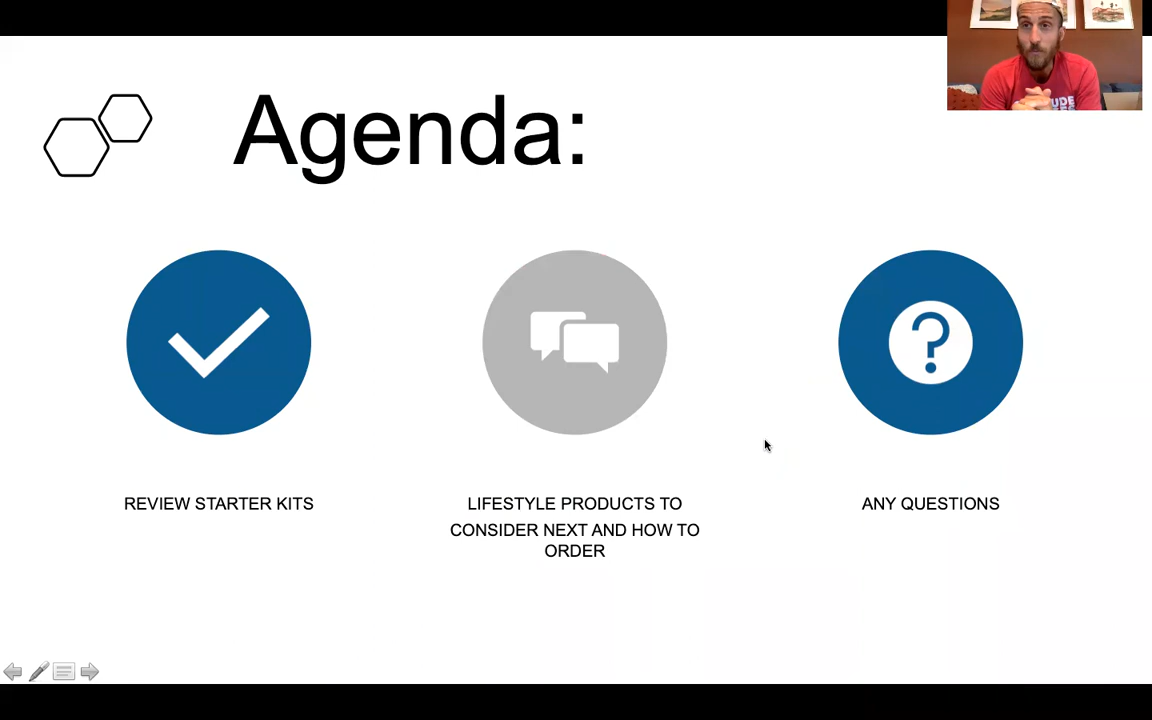 Agenda:
REVIEW STARTER KITS
LIFESTYLE PRODUCTS TO
CONSIDER NEXT AND HOW TO
ORDER
ANY QUESTIONS